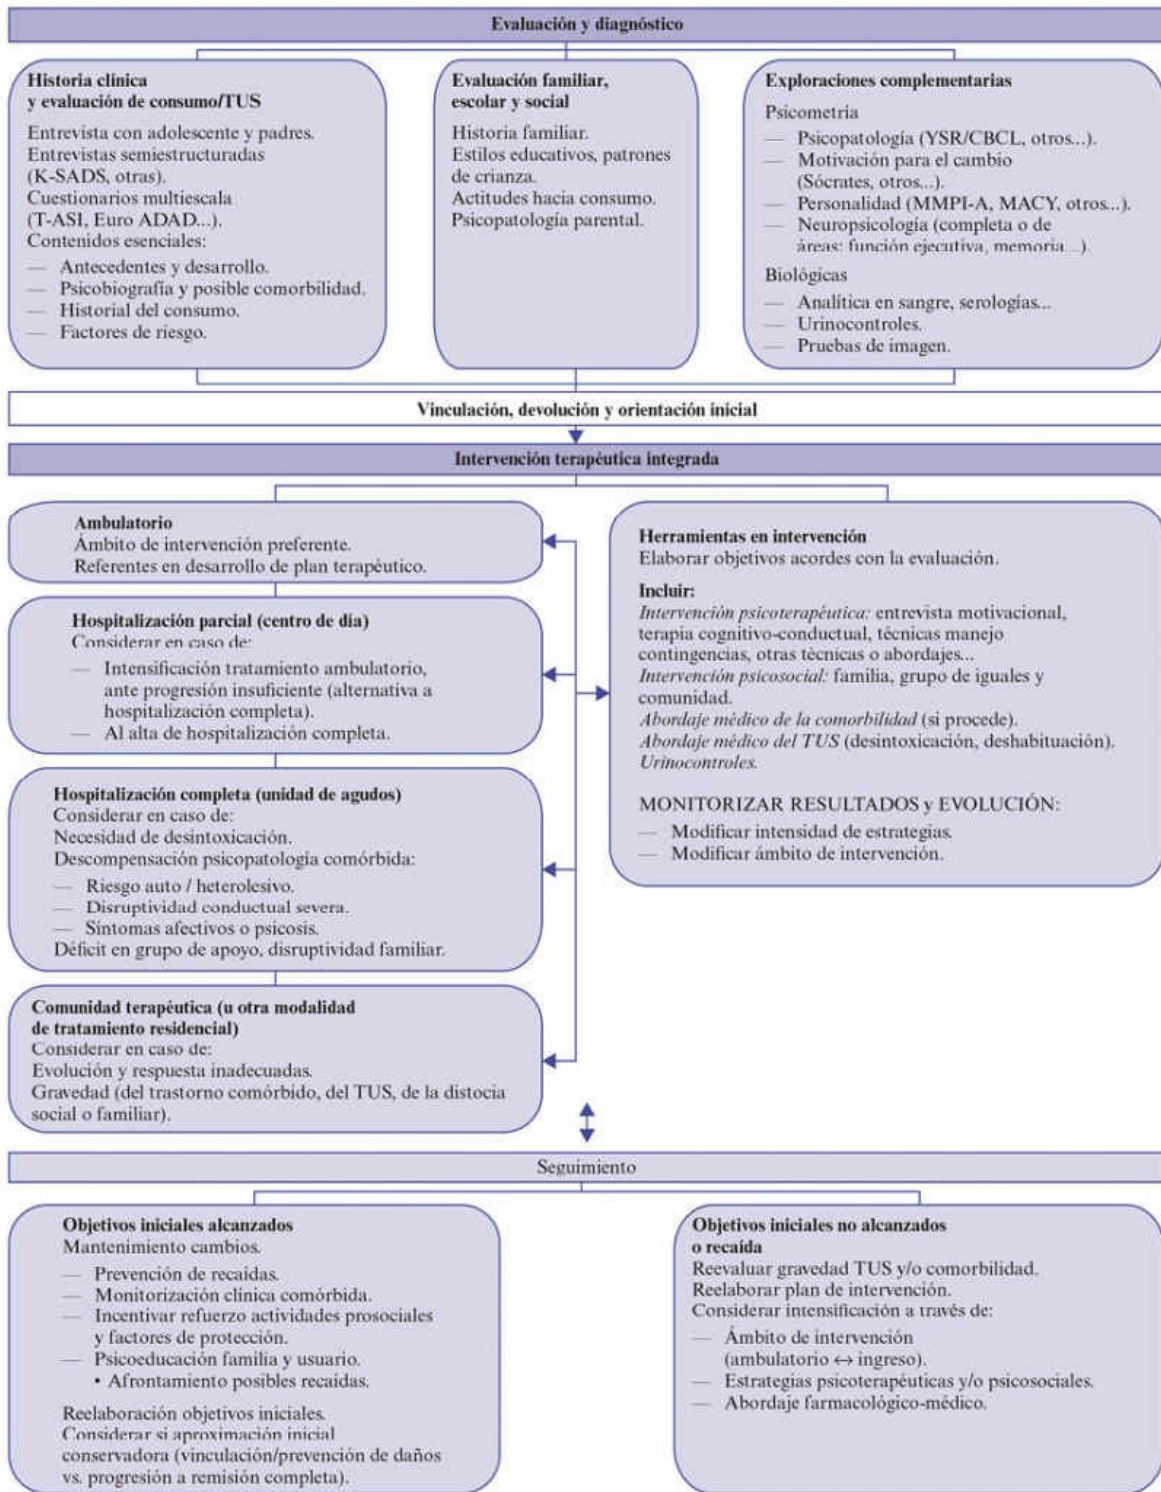 Evaluación y diagnóstico
Historia clínica
y evaluación de consumo/TUS
Entrevista con adolescente y padres.
Entrevistas semiestructuradas
(K-SADS, otras).
Cuestionarios multiescala
(T-ASI, Euro ADAD...).
Contenidos esenciales:
— Antecedentes y desarrollo.
— Psicobiografía y posible comorbilidad.
— Historial del consumo.
— Factores de riesgo.
Evaluación familiar,
escolar y social
Historia familiar.
Estilos educativos, patrones
de crianza.
Actitudes hacia consumo.
Psicopatología parental.
Exploraciones complementarias
Psicometría
— Psicopatología (YSR/CBCL, otros...).
— Motivación para el cambio
(Sócrates, otros...).
— Personalidad (MMPI-A, MACY, otros...).
— Neuropsicología (completa o de
áreas: función ejecutiva, memoria...).
Biológicas
— Analítica en sangre, serologías...
— Urinocontroles.
— Pruebas de imagen.
Vinculación, devolución y orientación inicial
Intervención terapéutica integrada
Ambulatorio
Ámbito de intervención preferente.
Referentes en desarrollo de plan terapéutico.
Hospitalización parcial (centro de día)
Considerar en caso de:
— Intensificación tratamiento ambulatorio,
ante progresión insuficiente (alternativa a
hospitalización completa).
— Al alta de hospitalización completa.
Hospitalización completa (unidad de agudos)
Considerar en caso de:
Necesidad de desintoxicación.
Descompensación psicopatología comórbida:
— Riesgo auto / heterolesivo.
— Disruptividad conductual severa.
— Síntomas afectivos o psicosis.
Déficit en grupo de apoyo, disruptividad familiar.
Comunidad terapéutica (u otra modalidad
de tratamiento residencial)
Considerar en caso de:
Evolución y respuesta inadecuadas.
Gravedad (del trastorno comórbido, del TUS, de la distocia
social o familiar).
Herramientas en intervención
Elaborar objetivos acordes con la evaluación.
Incluir:
Intervención psicoterapéutica: entrevista motivacional,
terapia cognitivo-conductual, técnicas manejo
contingencias, otras técnicas o abordajes...
Intervención psicosocial: familia, grupo de iguales y
comunidad.
Abordaje médico de la comorbilidad (si procede).
Abordaje médico del TUS (desintoxicación, deshabituación).
Urinocontroles.
MONITORIZAR RESULTADOS y EVOLUCIÓN:
— Modificar intensidad de estrategias.
— Modificar ámbito de intervención.
Seguimiento
Objetivos iniciales alcanzados
Mantenimiento cambios.
— Prevención de recaídas.
— Monitorización clínica comórbida.
— Incentivar refuerzo actividades prosociales
y factores de protección.
— Psicoeducación familia y usuario.
• Afrontamiento posibles recaídas.
Reelaboración objetivos iniciales.
Considerar si aproximación inicial
conservadora (vinculación/prevención de daños
vs. progresión a remisión completa).
Objetivos iniciales no alcanzados
o recaída
Reevaluar gravedad TUS y/o comorbilidad.
Reelaborar plan de intervención.
Considerar intensificación a través de:
— Ámbito de intervención
(ambulatorio ↔ ingreso).
— Estrategias psicoterapéuticas y/o psicosociales.
— Abordaje farmacológico-médico.